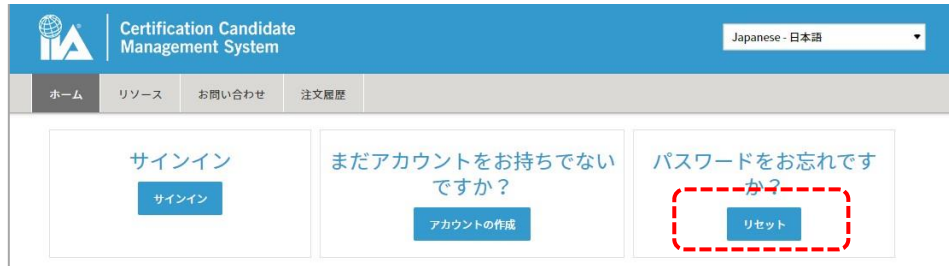 IIA
Certification Candidate
Management System
Japanese - 日本語
ホーム リソース お問い合わせ 注文履歴
サインイン
サインイン
まだアカウントをお持ちでない
ですか？
アカウントの作成
パスワードをお忘れです
か？
リセット